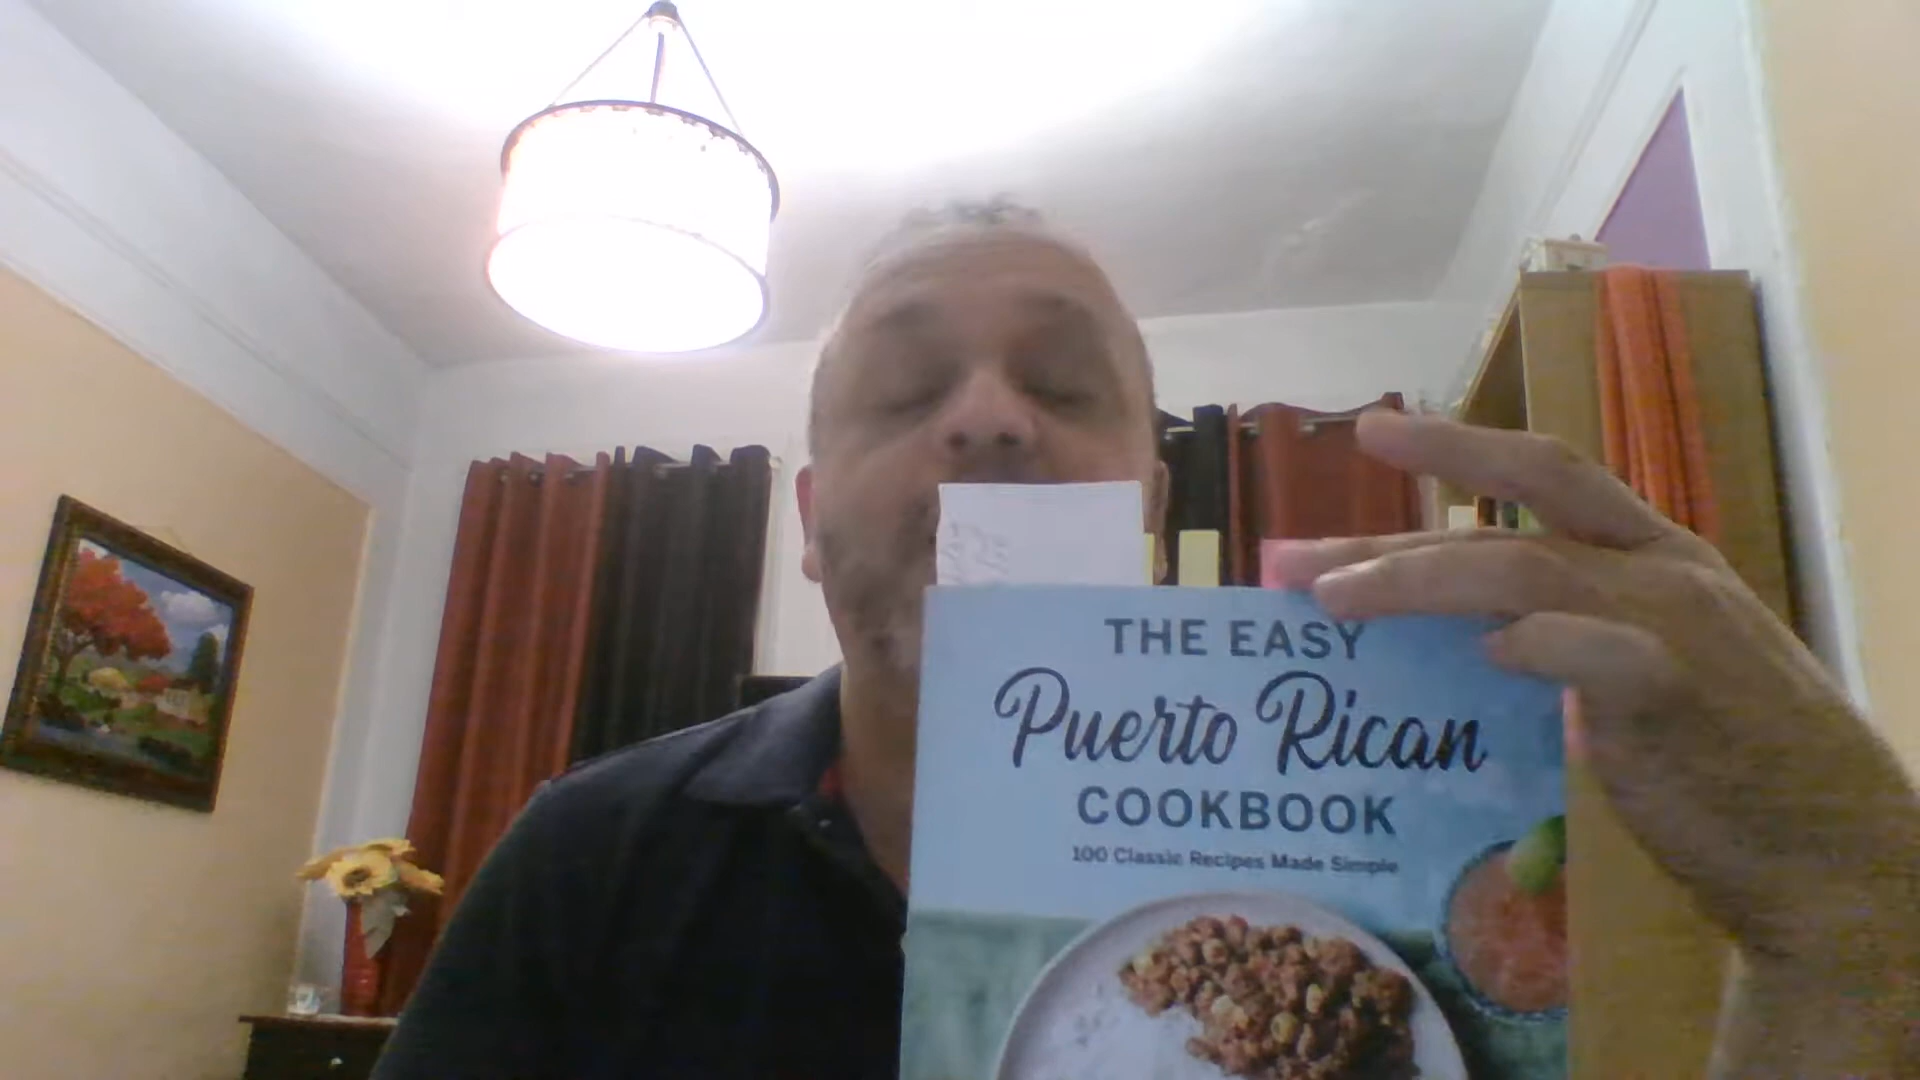 THE EASY
Puerto Rican
COOKBOOK
100 Classic Recipes Made Simple